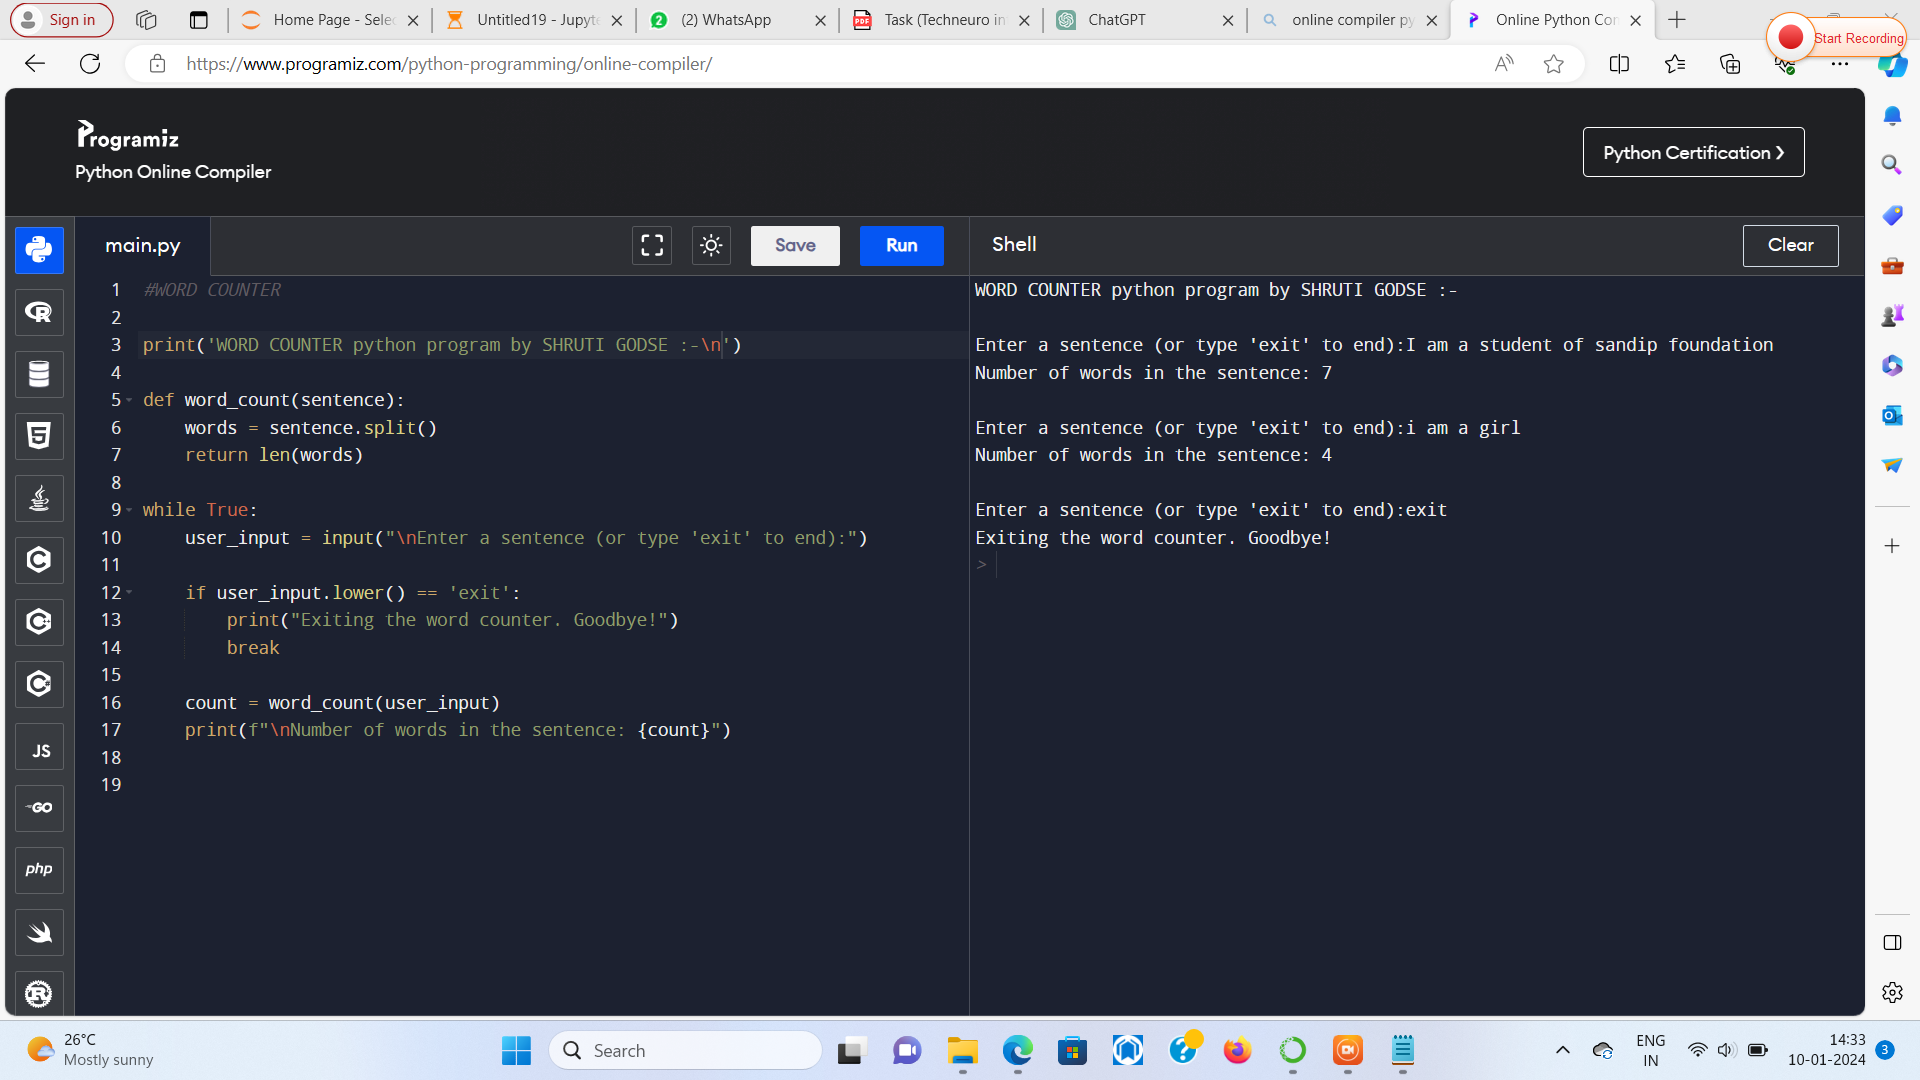 Sign in
Home Page - Selec
Untitled19 - Jupyte
(2) WhatsApp
Task (Techneuro in
ChatGPT
online compiler py
Online Python Con
Start Recording
https://www.programiz.com/python-programming/online-compiler/
Programiz
Python Online Compiler
Python Certification ❯
main.py
Save
Run
Shell
Clear
1 #WORD COUNTER
2
3 print('WORD COUNTER python program by SHRUTI GODSE :-\n')
4
5 def word_count(sentence):
6     words = sentence.split()
7     return len(words)
8
9 while True:
10     user_input = input("\nEnter a sentence (or type 'exit' to end):")
11
12     if user_input.lower() == 'exit':
13         print("Exiting the word counter. Goodbye!")
14         break
15
16     count = word_count(user_input)
17     print(f"\nNumber of words in the sentence: {count}")
18
19
WORD COUNTER python program by SHRUTI GODSE :-
Enter a sentence (or type 'exit' to end):I am a student of sandip foundation
Number of words in the sentence: 7
Enter a sentence (or type 'exit' to end):i am a girl
Number of words in the sentence: 4
Enter a sentence (or type 'exit' to end):exit
Exiting the word counter. Goodbye!
>
JS
GO
php
26°C
Mostly sunny
Search
ENG
IN
14:33
10-01-2024
3